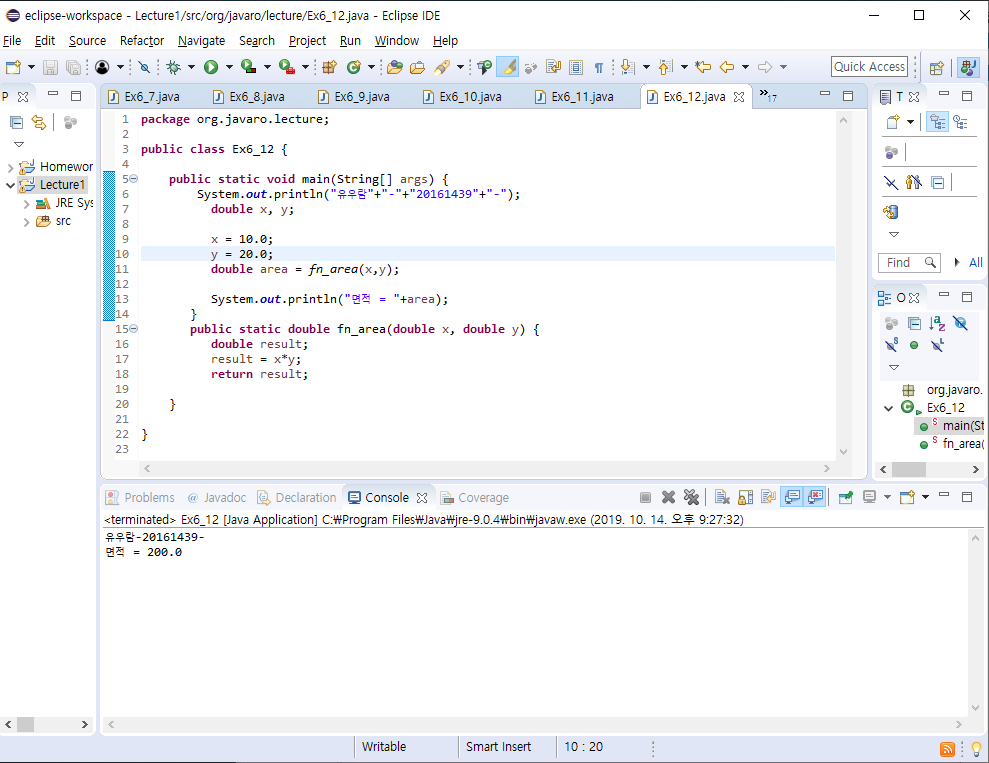 eclipse-workspace - Lecture1/src/org/javaro/lecture/Ex6_12.java - Eclipse IDE
File Edit Source Refactor Navigate Search Project Run Window Help
Quick Access
P
Ex6_7.java Ex6_8.java Ex6_9.java Ex6_10.java Ex6_11.java Ex6_12.java »17
T
Homewor
Lecture1
JRE Sys
src
1 package org.javaro.lecture;
2
3 public class Ex6_12 {
4
5 public static void main(String[] args) {
6 System.out.println("유우람"+"-"+"20161439"+"-");
7 double x, y;
8
9 x = 10.0;
10 y = 20.0;
11 double area = fn_area(x,y);
12
13 System.out.println("면적 = "+area);
14 }
15 public static double fn_area(double x, double y) {
16 double result;
17 result = x*y;
18 return result;
19
20 }
21
22 }
23
Find All
O
org.javaro.
Ex6_12
main(St
fn_area(
Problems @ Javadoc Declaration Console Coverage
<terminated> Ex6_12 [Java Application] C:₩Program Files₩Java₩jre-9.0.4₩bin₩javaw.exe (2019. 10. 14. 오후 9:27:32)
유우람-20161439-
면적 = 200.0
Writable Smart Insert 10 : 20